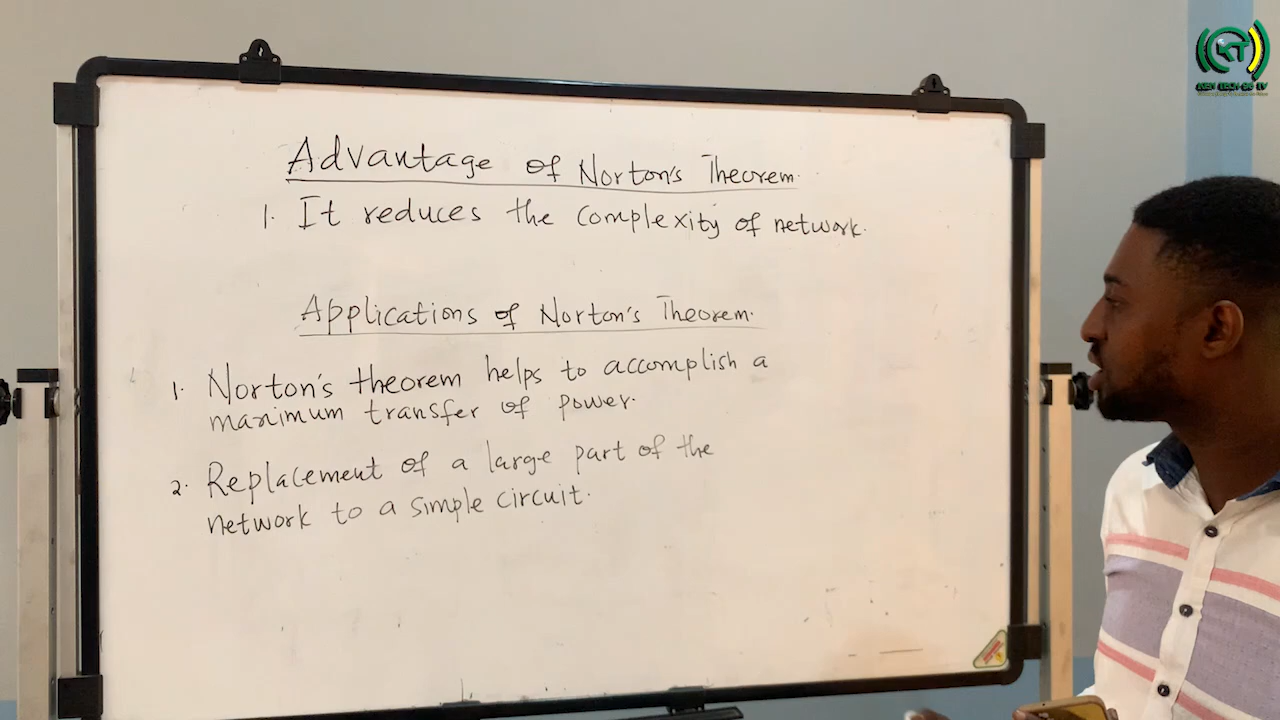 Advantage of Norton's Theorem.
1. It reduces the complexity of network.
Applications of Norton's Theorem.
1. Norton's theorem helps to accomplish a
maximum transfer of power.
2. Replacement of a large part of the
network to a simple circuit.
KT